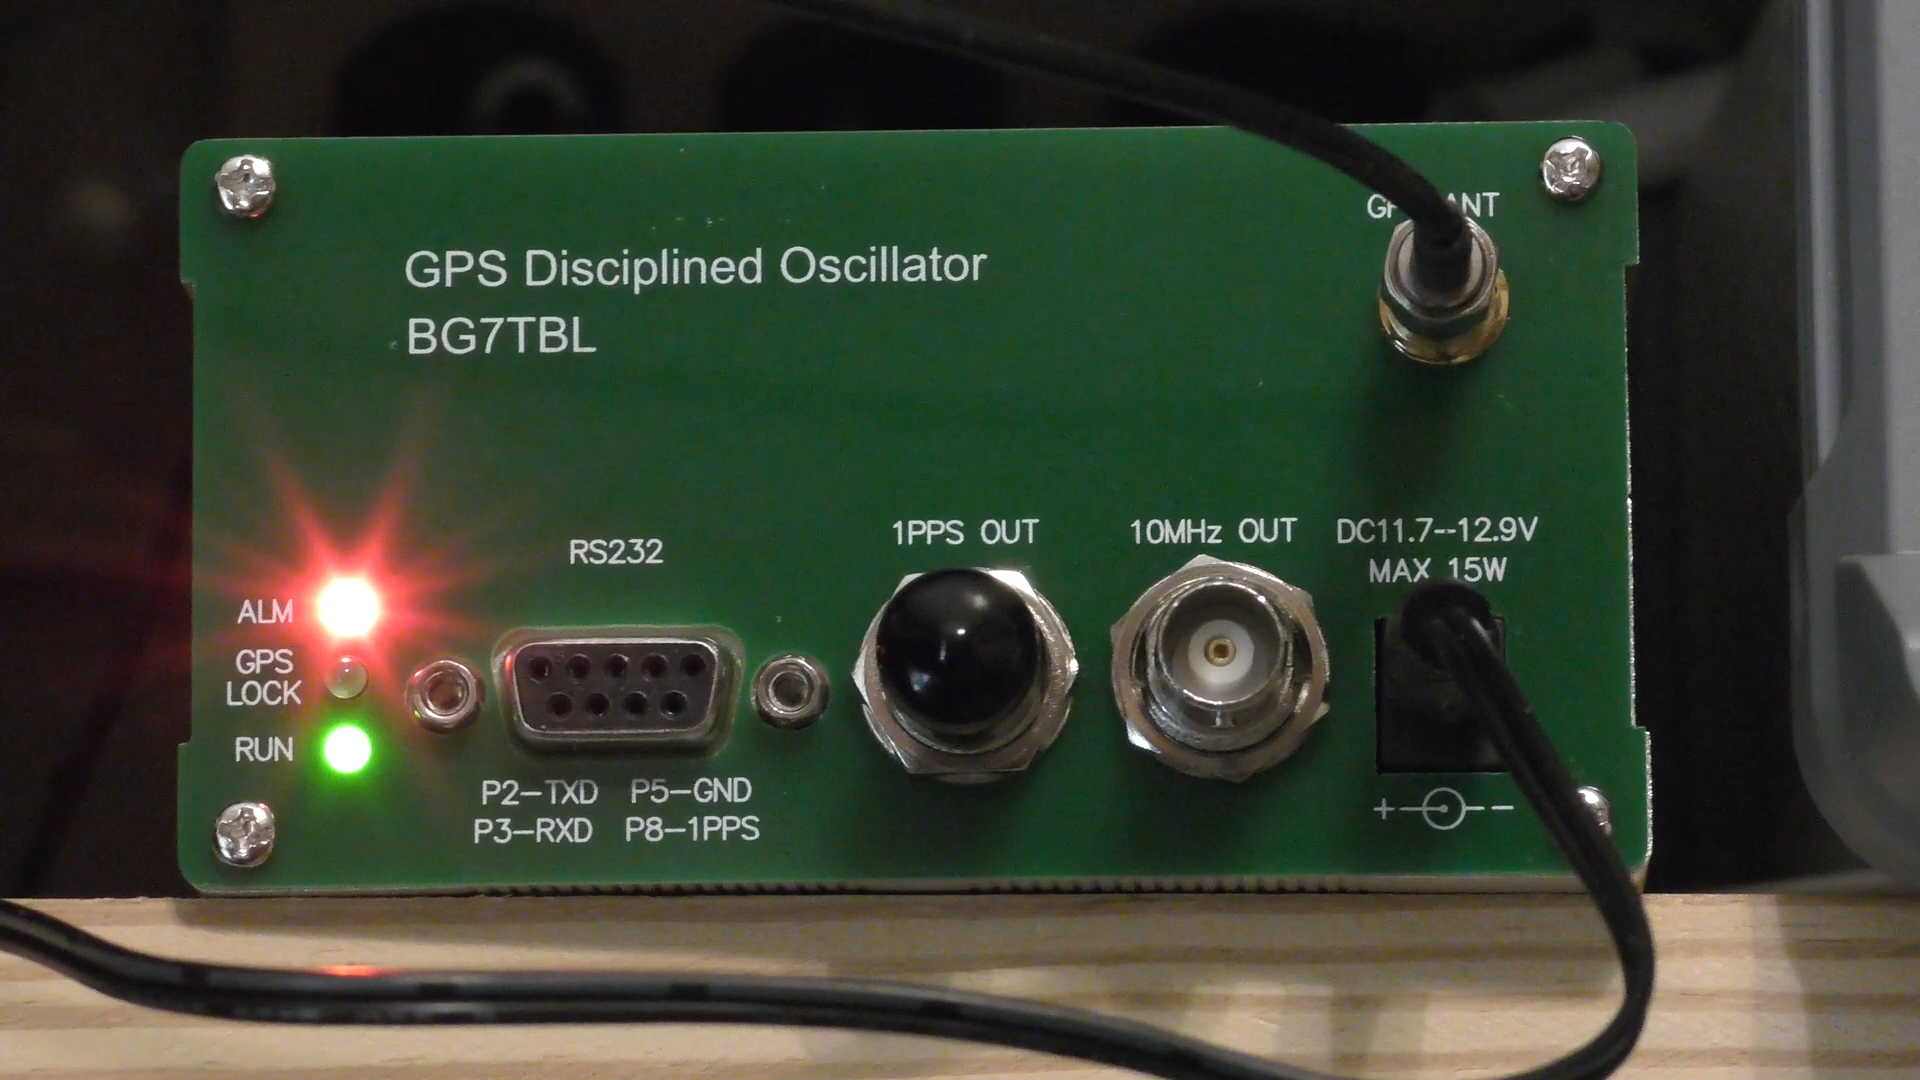 ANT
GPS Disciplined Oscillator
BG7TBL
1PPS OUT
10MHz OUT
DC11.7--12.9V
MAX 15W
RS232
ALM
GPS
LOCK
RUN
P2-TXD P5-GND
P3-RXD P8-1PPS
+ -